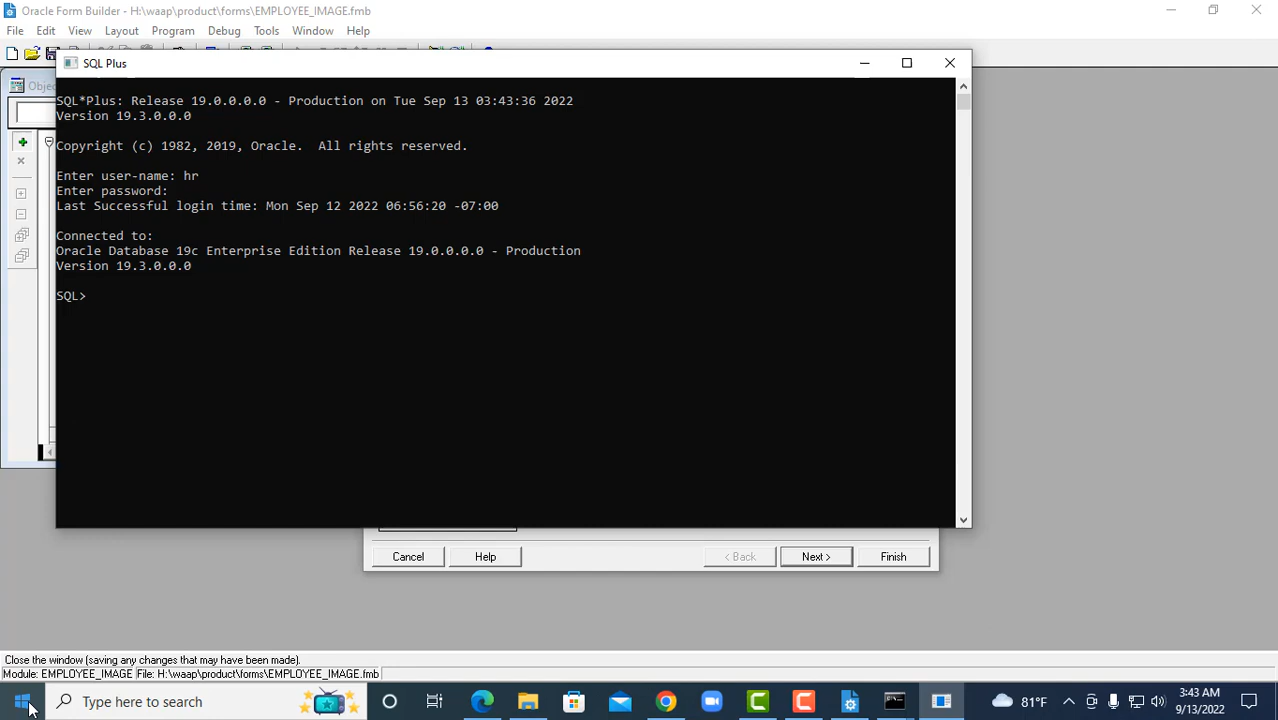 Oracle Form Builder - H:\waap\product\forms\EMPLOYEE_IMAGE.fmb
File Edit View Layout Program Debug Tools Window Help
SQL Plus
SQL*Plus: Release 19.0.0.0.0 - Production on Tue Sep 13 03:43:36 2022
Version 19.3.0.0.0
Copyright (c) 1982, 2019, Oracle.  All rights reserved.
Enter user-name: hr
Enter password:
Last Successful login time: Mon Sep 12 2022 06:56:20 -07:00
Connected to:
Oracle Database 19c Enterprise Edition Release 19.0.0.0.0 - Production
Version 19.3.0.0.0
SQL>
Cancel Help < Back Next > Finish
Close the window (saving any changes that may have been made).
Module: EMPLOYEE_IMAGE File: H:\waap\product\forms\EMPLOYEE_IMAGE.fmb
Type here to search
81°F
3:43 AM
9/13/2022